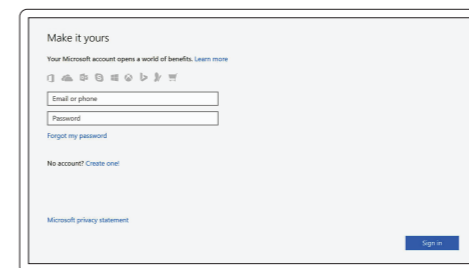 Make it yours
Your Microsoft account opens a world of benefits. Learn more
Email or phone
Password
Forgot my password
No account? Create one!
Microsoft privacy statement
Sign in